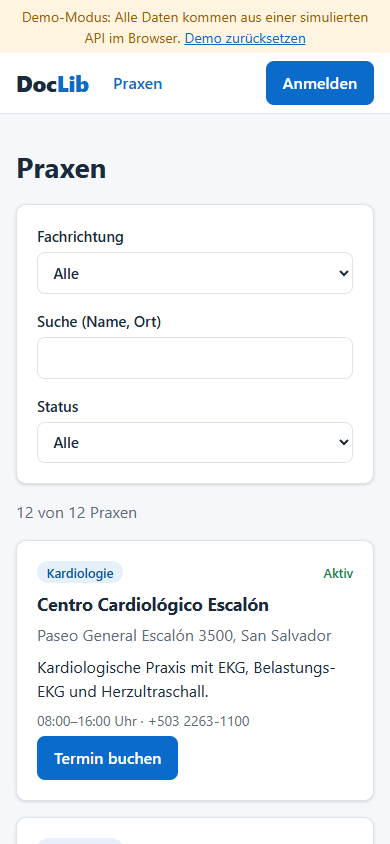 Demo-Modus: Alle Daten kommen aus einer simulierten
API im Browser. Demo zurücksetzen
DocLib Praxen Anmelden
Praxen
Fachrichtung
Alle
Suche (Name, Ort)
Status
Alle
12 von 12 Praxen
Kardiologie Aktiv
Centro Cardiológico Escalón
Paseo General Escalón 3500, San Salvador
Kardiologische Praxis mit EKG, Belastungs-
EKG und Herzultraschall.
08:00–16:00 Uhr · +503 2263-1100
Termin buchen